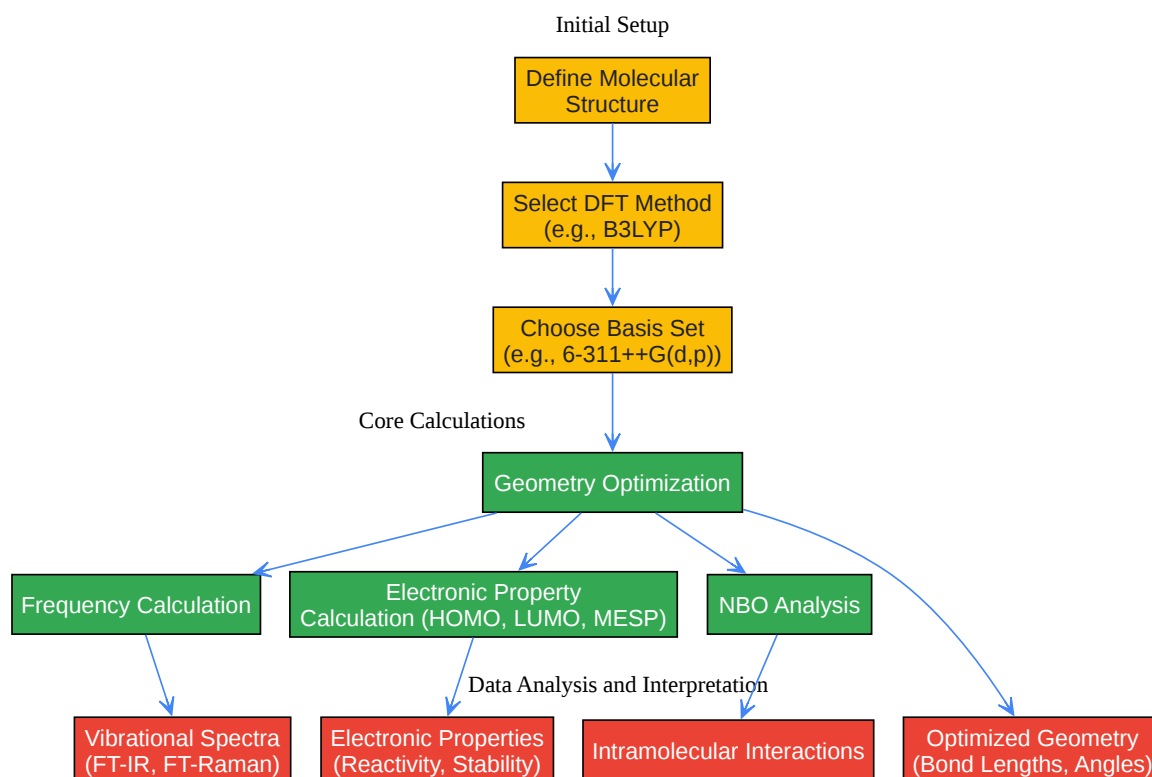 Initial Setup
Define Molecular
Structure
Select DFT Method
(e.g., B3LYP)
Choose Basis Set
(e.g., 6-311++G(d,p))
Core Calculations
Geometry Optimization
Frequency Calculation
Electronic Property
Calculation (HOMO, LUMO, MESP)
NBO Analysis
Data Analysis and Interpretation
Vibrational Spectra
(FT-IR, FT-Raman)
Electronic Properties
(Reactivity, Stability)
Intramolecular Interactions
Optimized Geometry
(Bond Lengths, Angles)